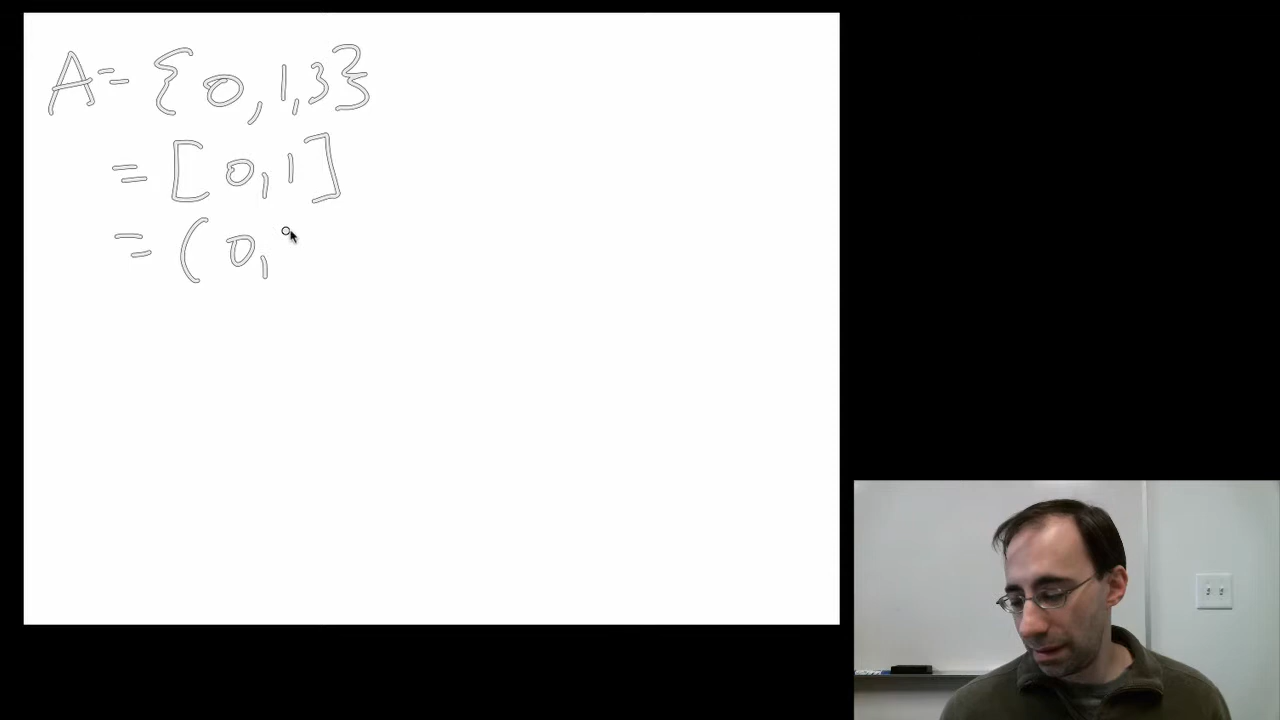 A = { 0, 1, 3 }
= [ 0, 1 ]
= ( 0,